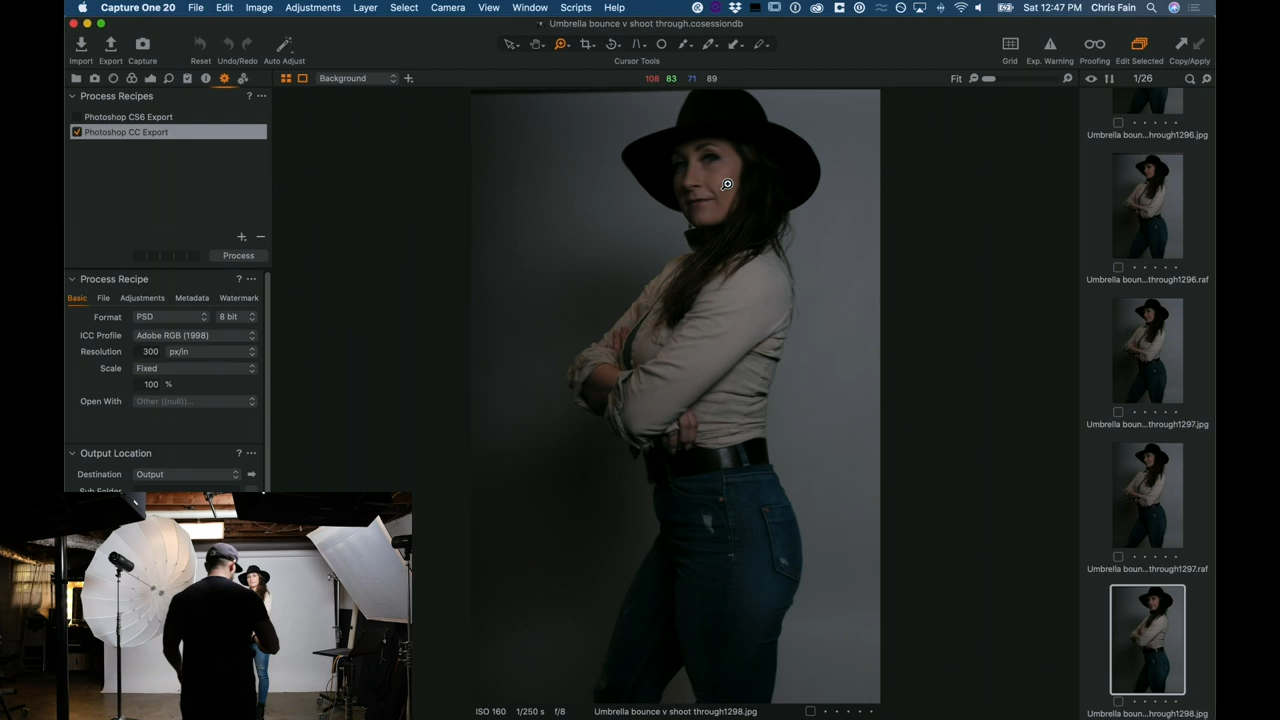 Capture One 20 File Edit Image Adjustments Layer Select Camera View Window Scripts Help
Sat 12:47 PM Chris Fain
Umbrella bounce v shoot through.cosessiondb
Import Export Capture Reset Undo/Redo Auto Adjust
Cursor Tools
Grid Exp. Warning Proofing Edit Selected Copy/Apply
Background
108 83 71 89
Fit
1/26
Process Recipes
? ...
Photoshop CS6 Export
Photoshop CC Export
+ −
Process
Process Recipe
? ...
Basic File Adjustments Metadata Watermark
Format PSD 8 bit
ICC Profile Adobe RGB (1998)
Resolution 300 px/in
Scale Fixed
100 %
Open With Other ((null))...
Output Location
? ...
Destination Output
Sub Folder
Umbrella boun...through1296.jpg
Umbrella boun...through1296.raf
Umbrella boun...through1297.jpg
Umbrella boun...through1297.raf
Umbrella boun...through1298.jpg
ISO 160 1/250 s f/8 Umbrella bounce v shoot through1298.jpg